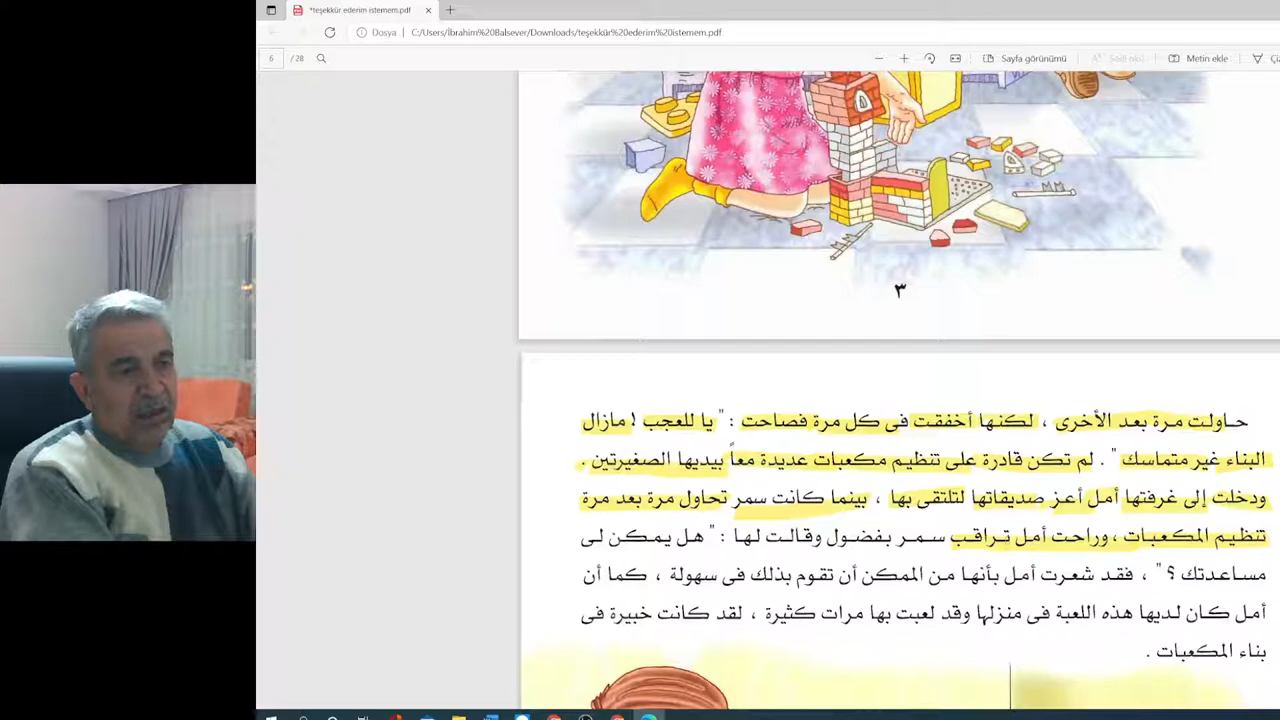 *teşekkür ederim istemem.pdf
Dosya
C:/Users/İbrahim%20Balsever/Downloads/teşekkür%20ederim%20istemem.pdf
6 /28
Sayfa görünümü
Sesli oku
Metin ekle
٣
حاولت مرة بعد الأخرى ، لكنها أخفقت فى كل مرة فصاحت : " يا للعجب ! مازال
البناء غير متماسك " . لم تكن قادرة على تنظيم مكعبات عديدة معاً بيديها الصغيرتين .
ودخلت إلى غرفتها أمل أعز صديقاتها لتلتقى بها ، بينما كانت سمر تحاول مرة بعد مرة
تنظيم المكعبات ، وراحت أمل تراقب سمر بفضول وقالت لها : " هل يمكن لى
مساعدتك ؟ " ، فقد شعرت أمل بأنها من الممكن أن تقوم بذلك فى سهولة ، كما أن
أمل كان لديها هذه اللعبة فى منزلها وقد لعبت بها مرات كثيرة ، لقد كانت خبيرة فى
بناء المكعبات .